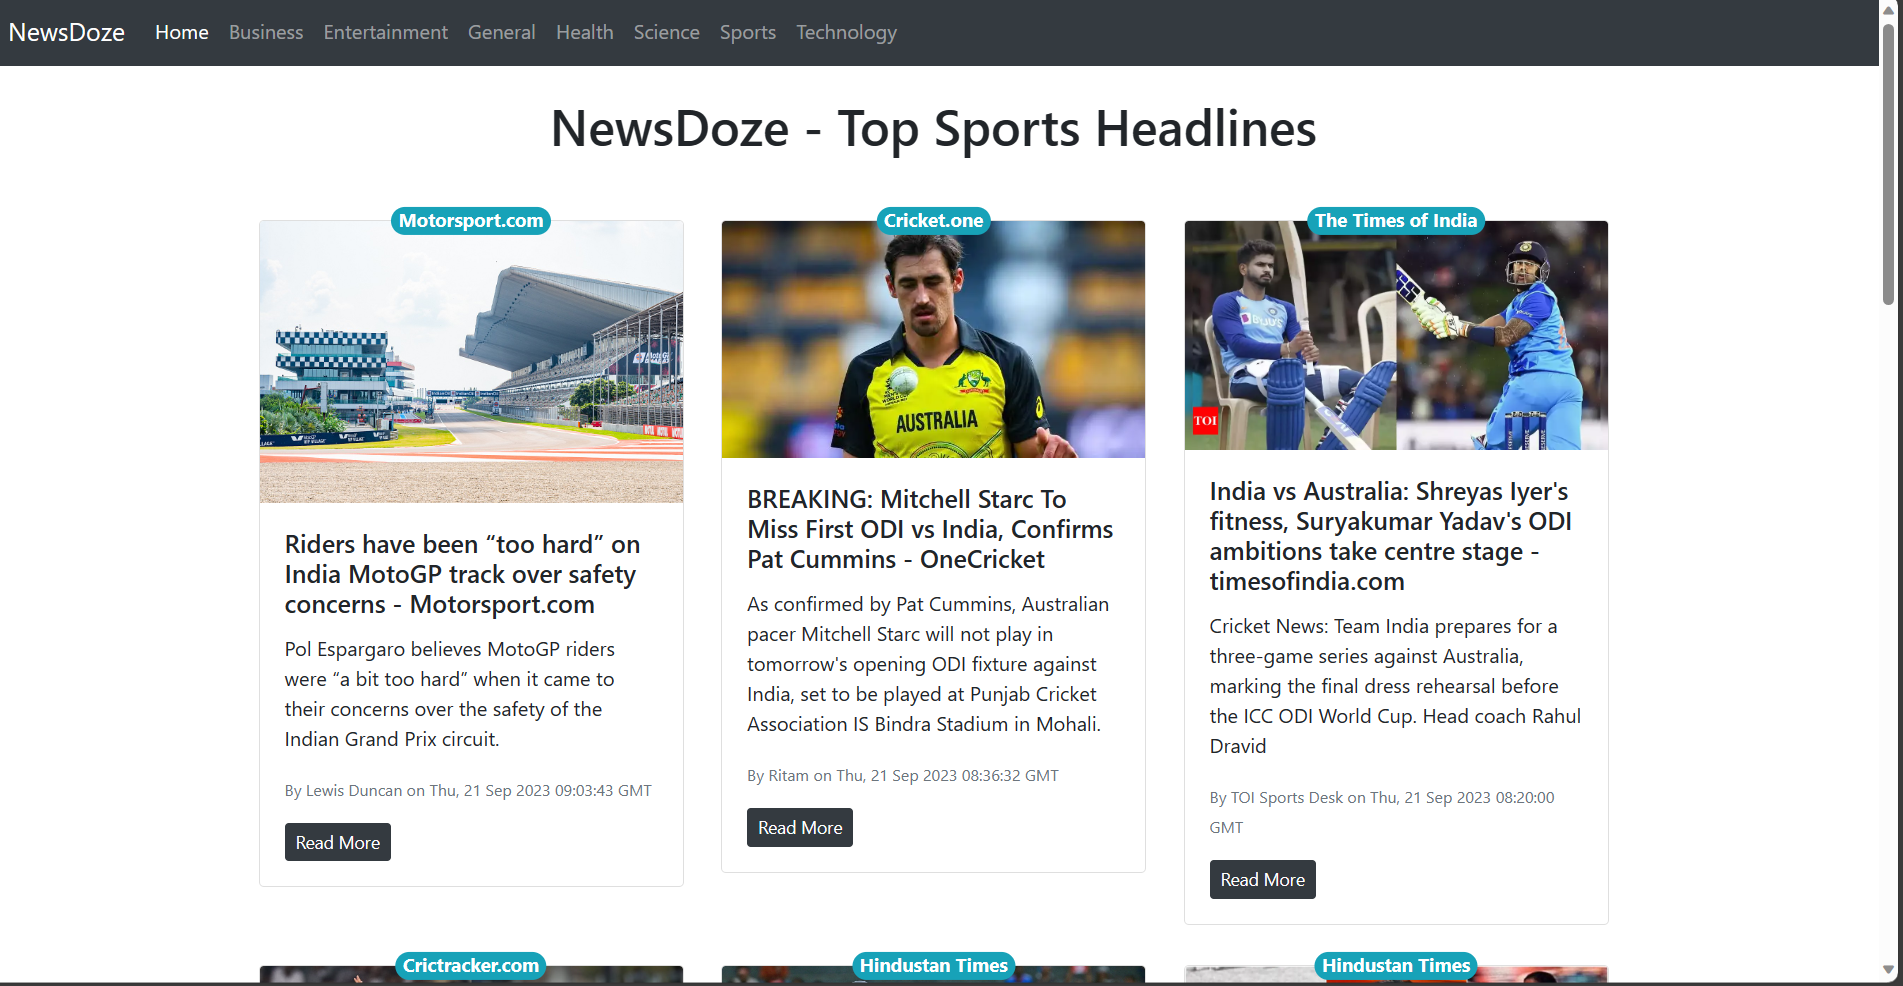 NewsDoze Home Business Entertainment General Health Science Sports Technology
NewsDoze - Top Sports Headlines
Motorsport.com
Riders have been “too hard” on
India MotoGP track over safety
concerns - Motorsport.com
Pol Espargaro believes MotoGP riders
were “a bit too hard” when it came to
their concerns over the safety of the
Indian Grand Prix circuit.
By Lewis Duncan on Thu, 21 Sep 2023 09:03:43 GMT
Read More
Cricket.one
AUSTRALIA
BREAKING: Mitchell Starc To
Miss First ODI vs India, Confirms
Pat Cummins - OneCricket
As confirmed by Pat Cummins, Australian
pacer Mitchell Starc will not play in
tomorrow's opening ODI fixture against
India, set to be played at Punjab Cricket
Association IS Bindra Stadium in Mohali.
By Ritam on Thu, 21 Sep 2023 08:36:32 GMT
Read More
The Times of India
TOI
India vs Australia: Shreyas Iyer's
fitness, Suryakumar Yadav's ODI
ambitions take centre stage -
timesofindia.com
Cricket News: Team India prepares for a
three-game series against Australia,
marking the final dress rehearsal before
the ICC ODI World Cup. Head coach Rahul
Dravid
By TOI Sports Desk on Thu, 21 Sep 2023 08:20:00
GMT
Read More
Crictracker.com
Hindustan Times
Hindustan Times